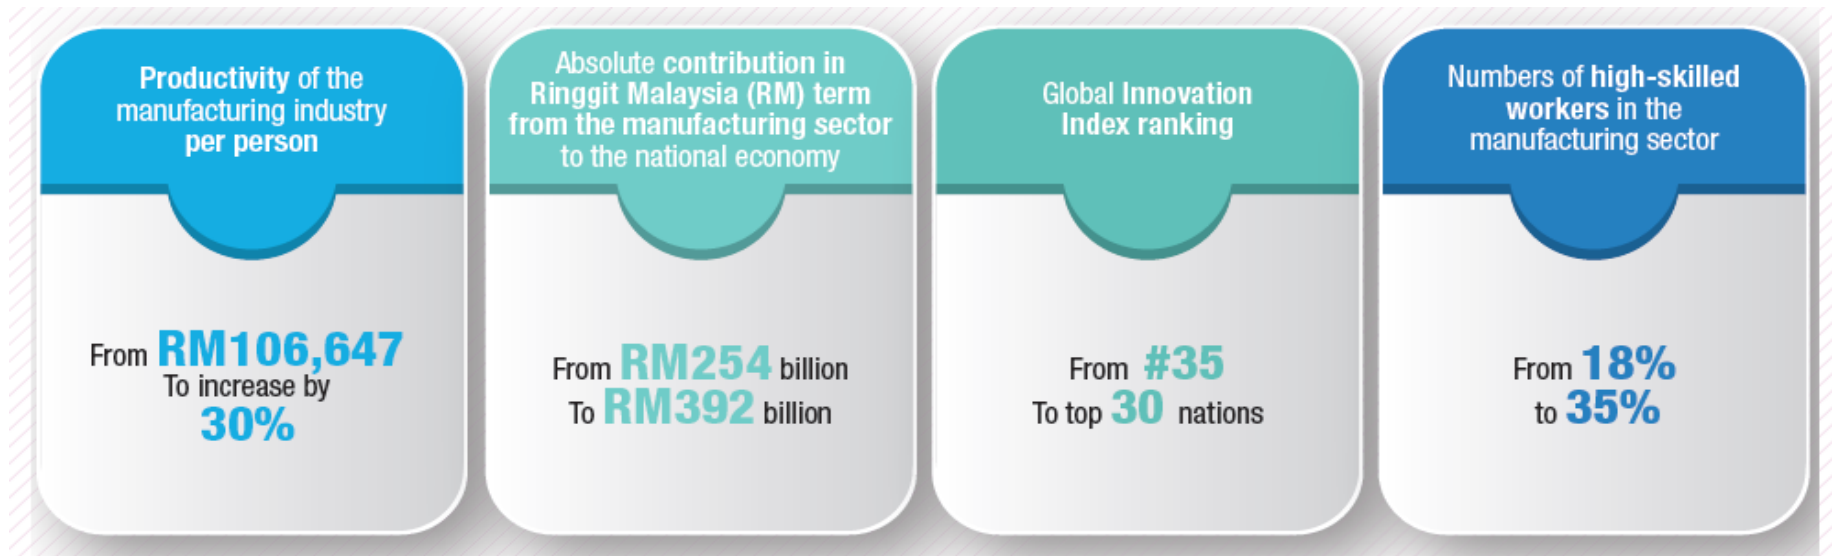 Productivity of the
manufacturing industry
per person
From RM106,647
To increase by
30%
Absolute contribution in
Ringgit Malaysia (RM) term
from the manufacturing sector
to the national economy
From RM254 billion
To RM392 billion
Global Innovation
Index ranking
From #35
To top 30 nations
Numbers of high-skilled
workers in the
manufacturing sector
From 18%
to 35%